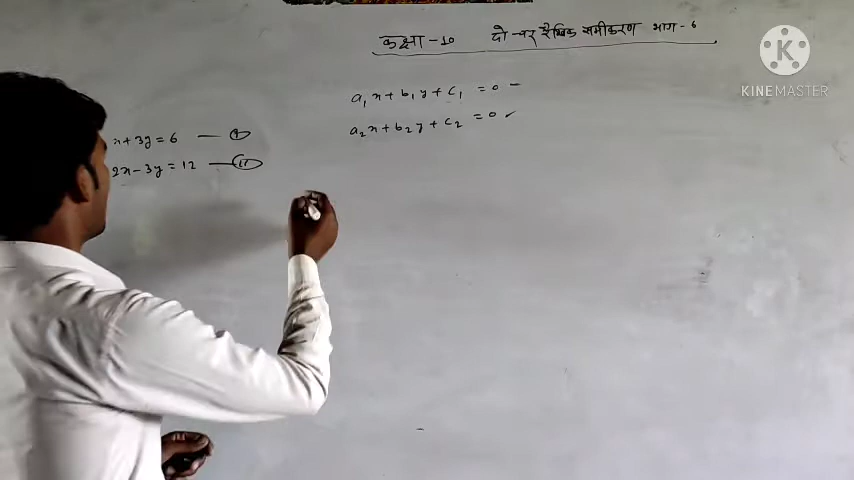 कक्षा - 10 दो चर रैखिक समीकरण भाग - 6
a₁x + b₁y + c₁ = 0
a₂x + b₂y + c₂ = 0
x + 3y = 6 — (i)
2x - 3y = 12 — (ii)
KINEMASTER